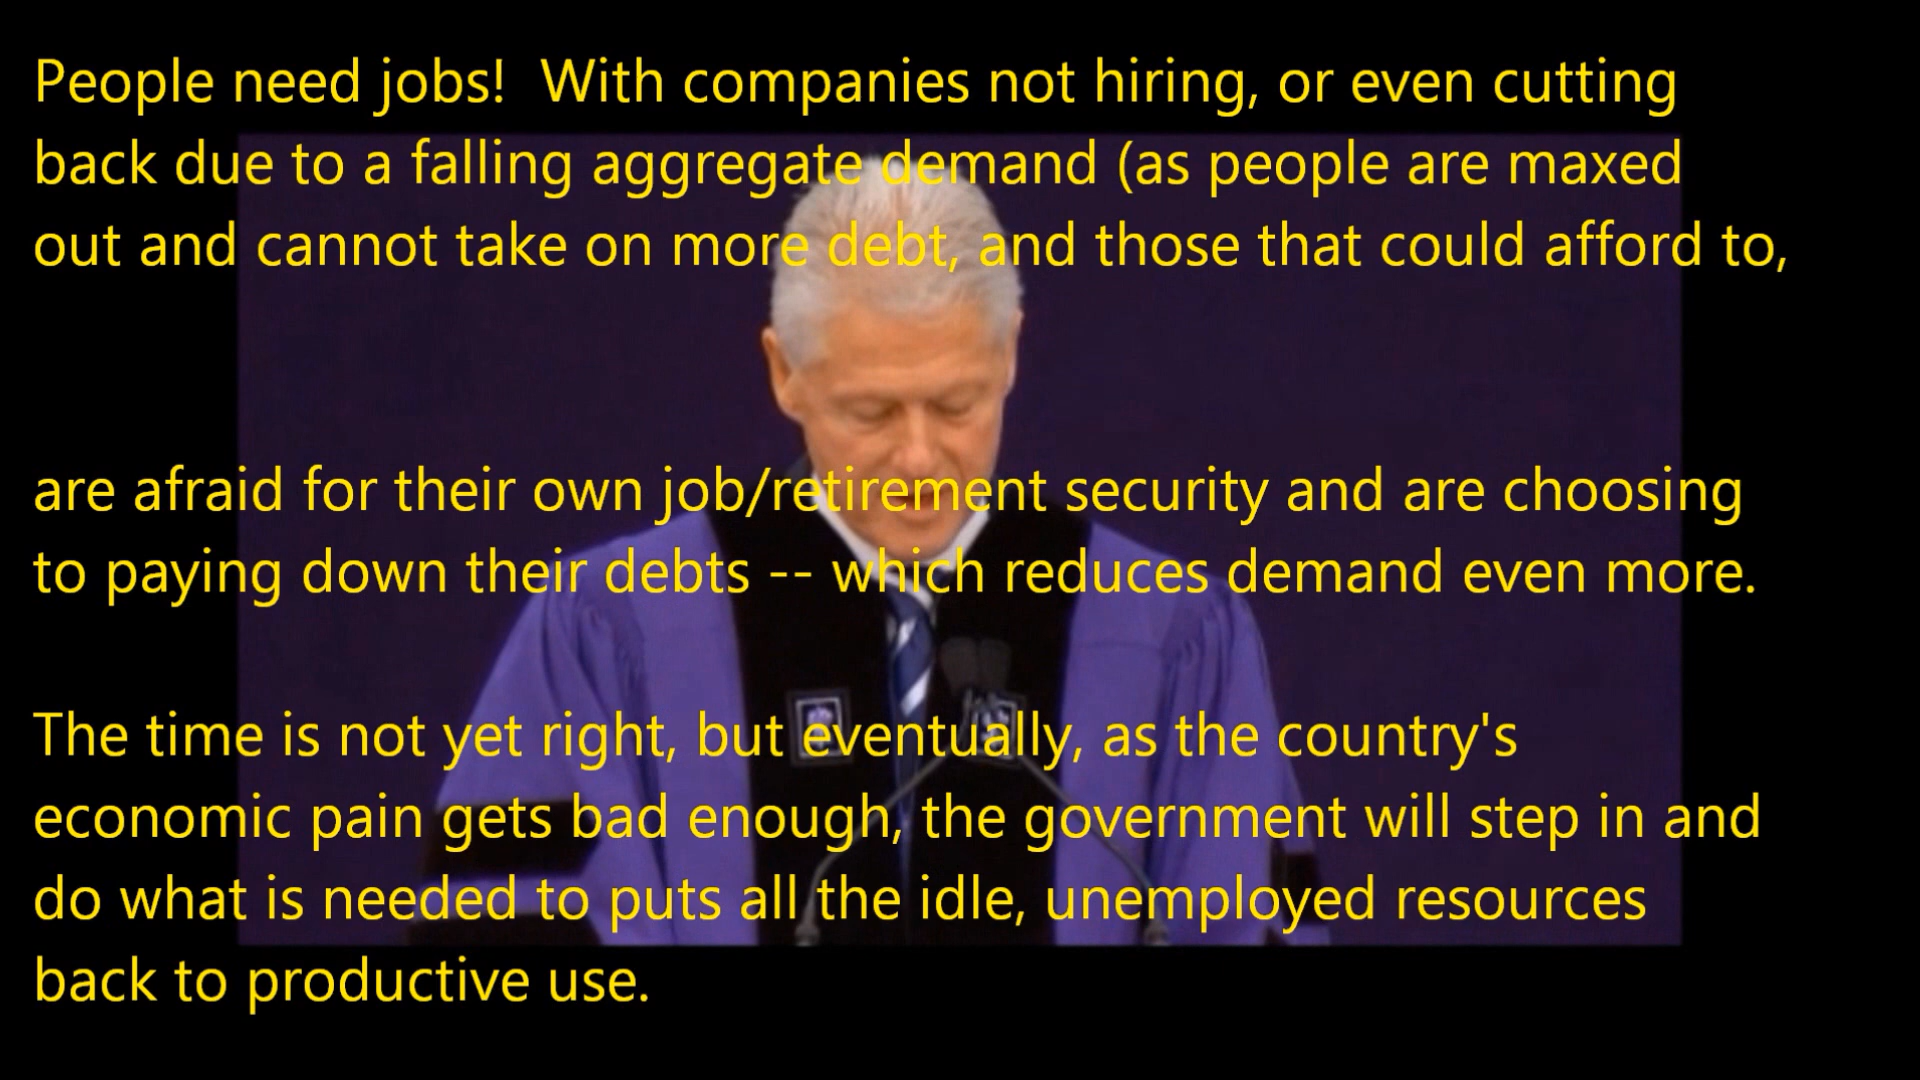 People need jobs!  With companies not hiring, or even cutting
back due to a falling aggregate demand (as people are maxed
out and cannot take on more debt, and those that could afford to,
are afraid for their own job/retirement security and are choosing
to paying down their debts -- which reduces demand even more.
The time is not yet right, but eventually, as the country's
economic pain gets bad enough, the government will step in and
do what is needed to puts all the idle, unemployed resources
back to productive use.